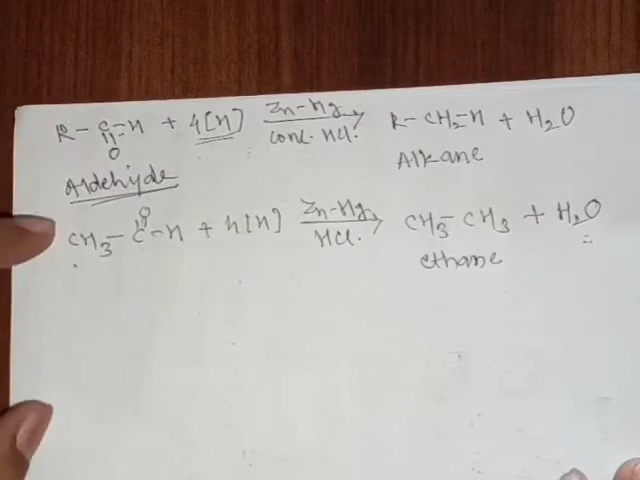 R-C-H + 4[H] Zn-Hg/conc. HCl. → R-CH2-H + H2O
O
Aldehyde
Alkane
CH3-C-H + 4[H] Zn-Hg/HCl. → CH3-CH3 + H2O
O
ethane